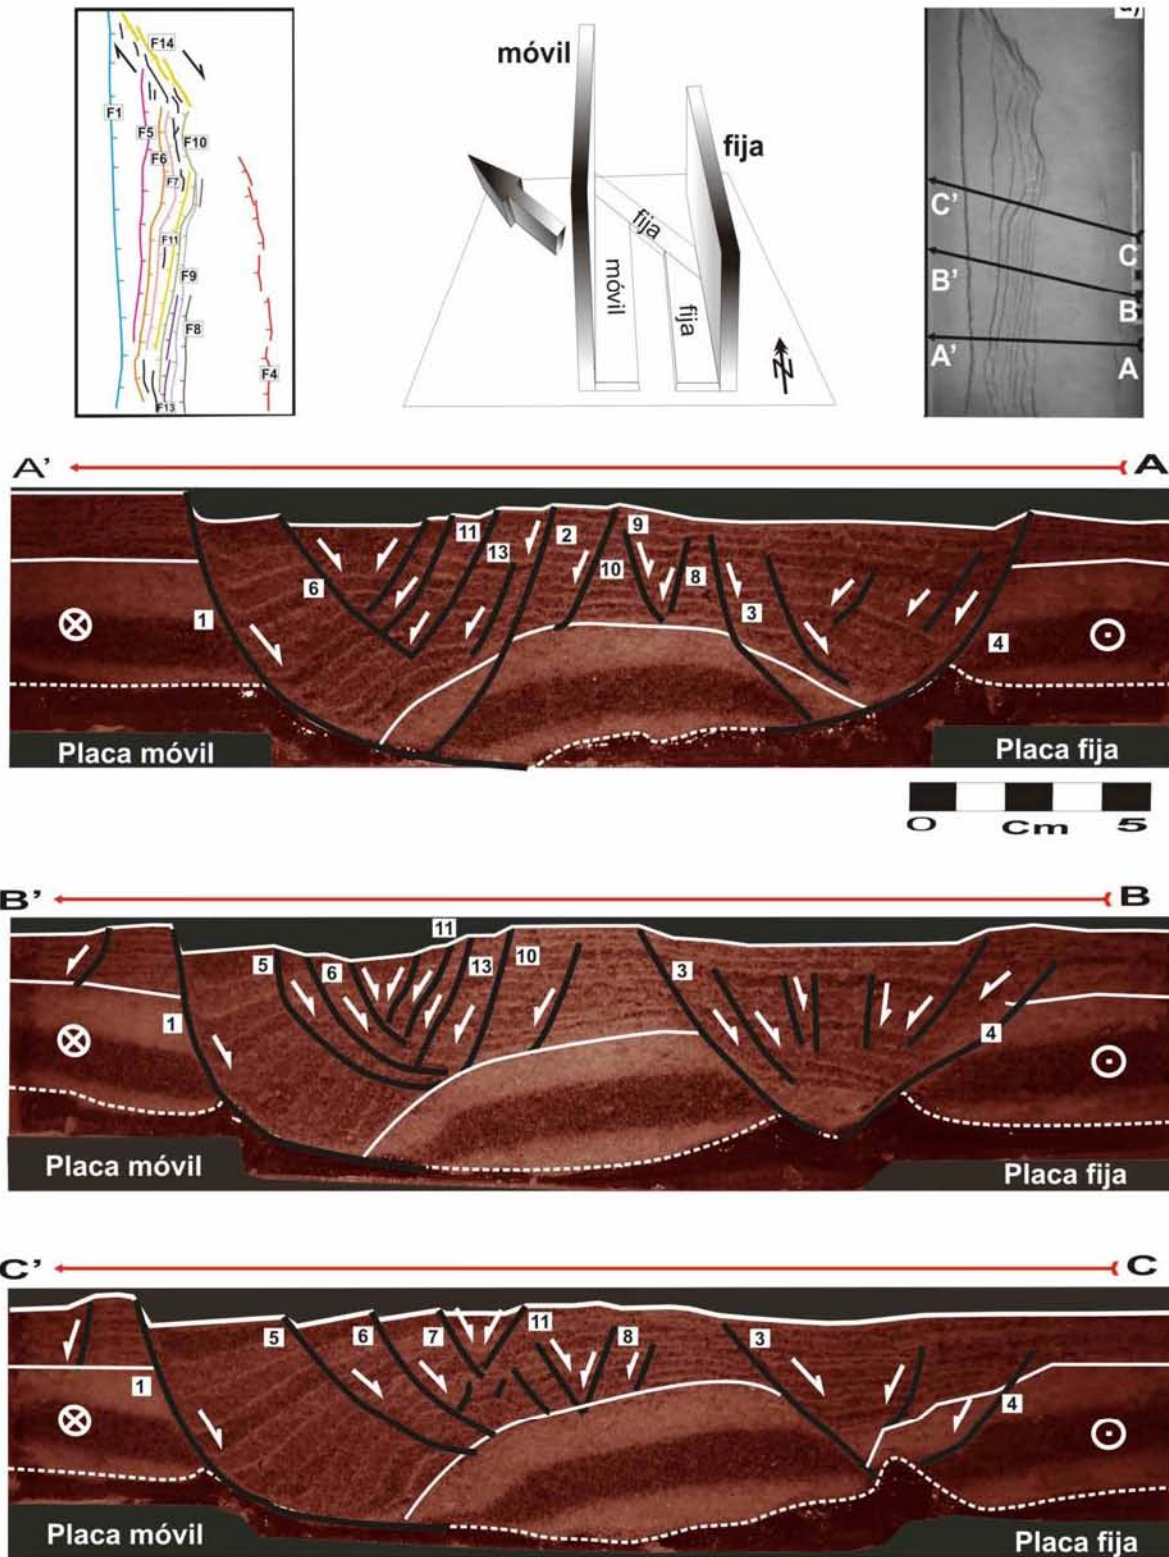 F14
F1
F5
F10
F6
F7
F11
F9
F8
F4
F13
móvil
fija
fija
móvil
fija
N
a)
C'
C
B'
B
A'
A
A' A
11 2 9
13 10 8
6
1 3 4
Placa móvil Placa fija
0 Cm 5
B' B
11
5 6 13 10 3
1 4
Placa móvil Placa fija
C' C
5 6 7 11 8 3
1 4
Placa móvil Placa fija